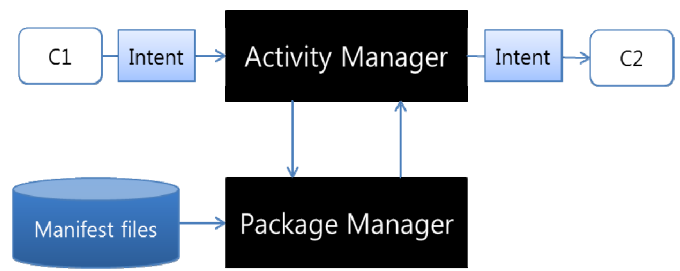 C1
Intent
Activity Manager
Intent
C2
Manifest files
Package Manager